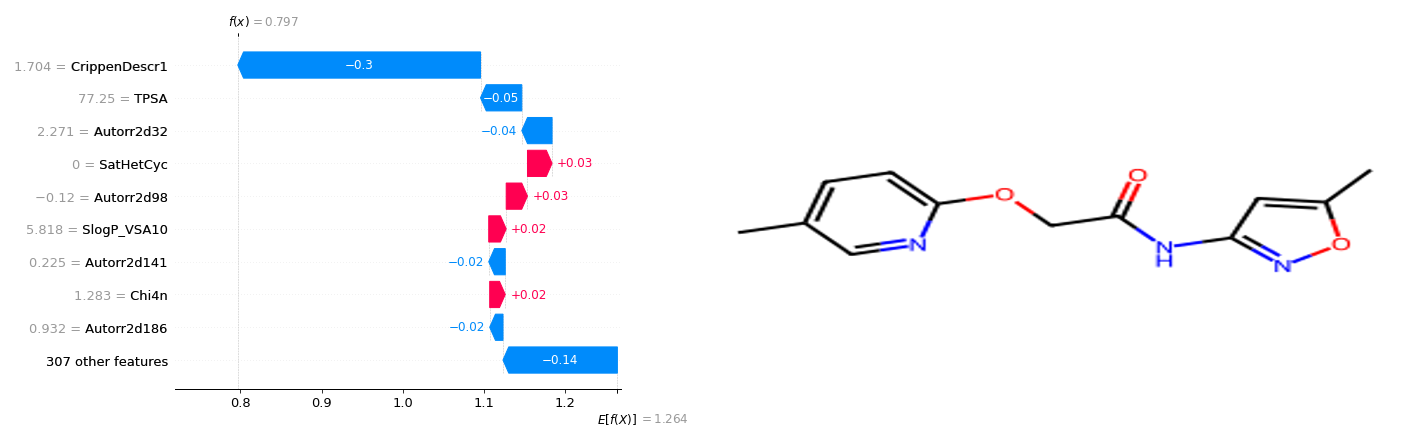 f(x) = 0.797
1.704 = CrippenDescr1
−0.3
77.25 = TPSA
−0.05
2.271 = Autorr2d32
−0.04
0 = SatHetCyc
+0.03
−0.12 = Autorr2d98
+0.03
5.818 = SlogP_VSA10
+0.02
0.225 = Autorr2d141
−0.02
1.283 = Chi4n
+0.02
0.932 = Autorr2d186
−0.02
307 other features
−0.14
0.8 0.9 1.0 1.1 1.2
E[f(X)] = 1.264
O
O
N
N
H
N
O